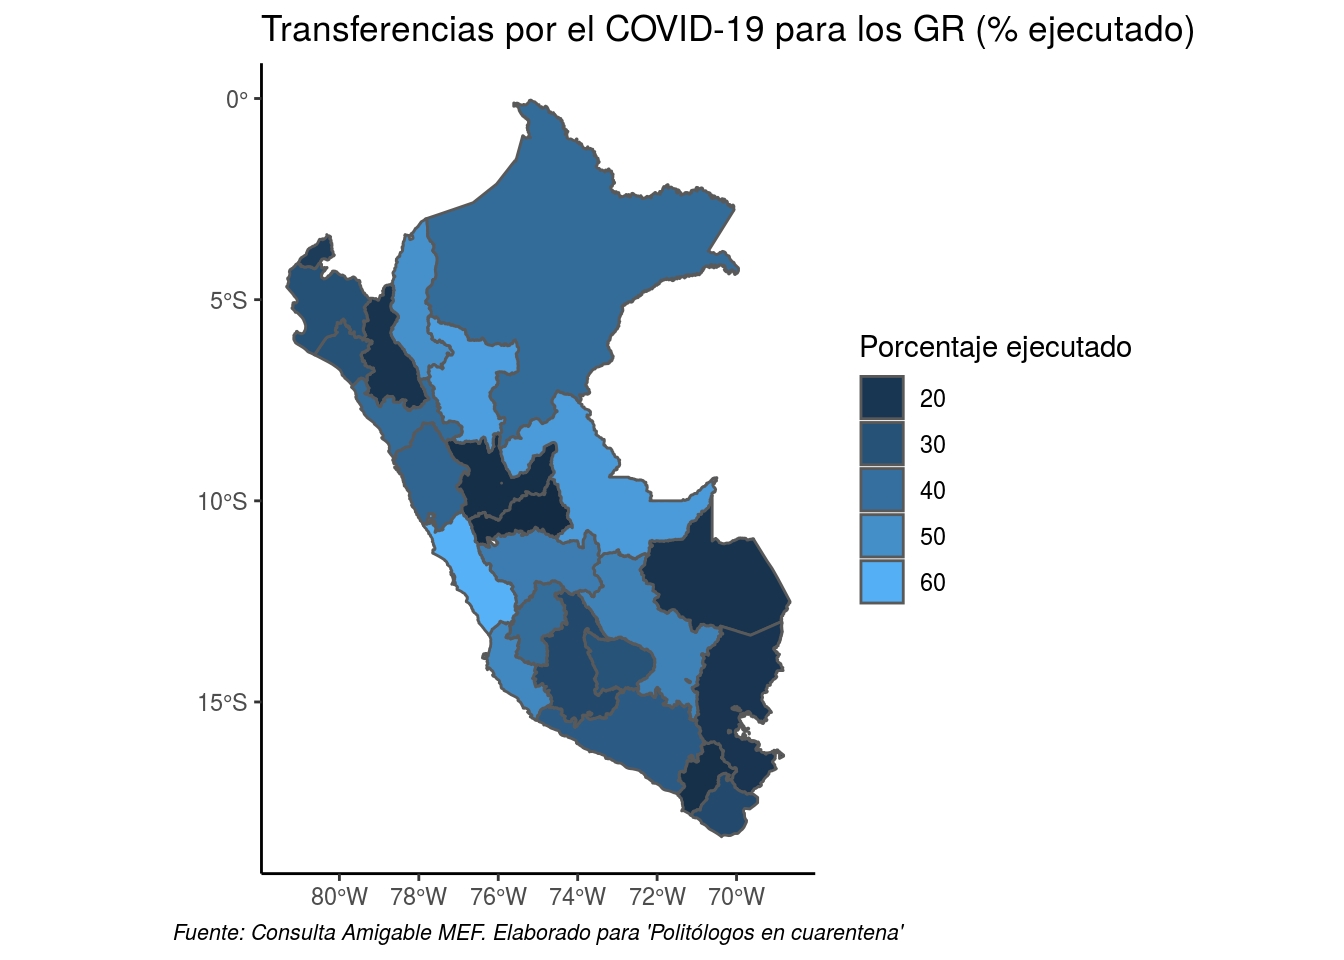 Transferencias por el COVID-19 para los GR (% ejecutado)
0°
5°S
10°S
15°S
80°W 78°W 76°W 74°W 72°W 70°W
Porcentaje ejecutado
20
30
40
50
60
Fuente: Consulta Amigable MEF. Elaborado para 'Politólogos en cuarentena'